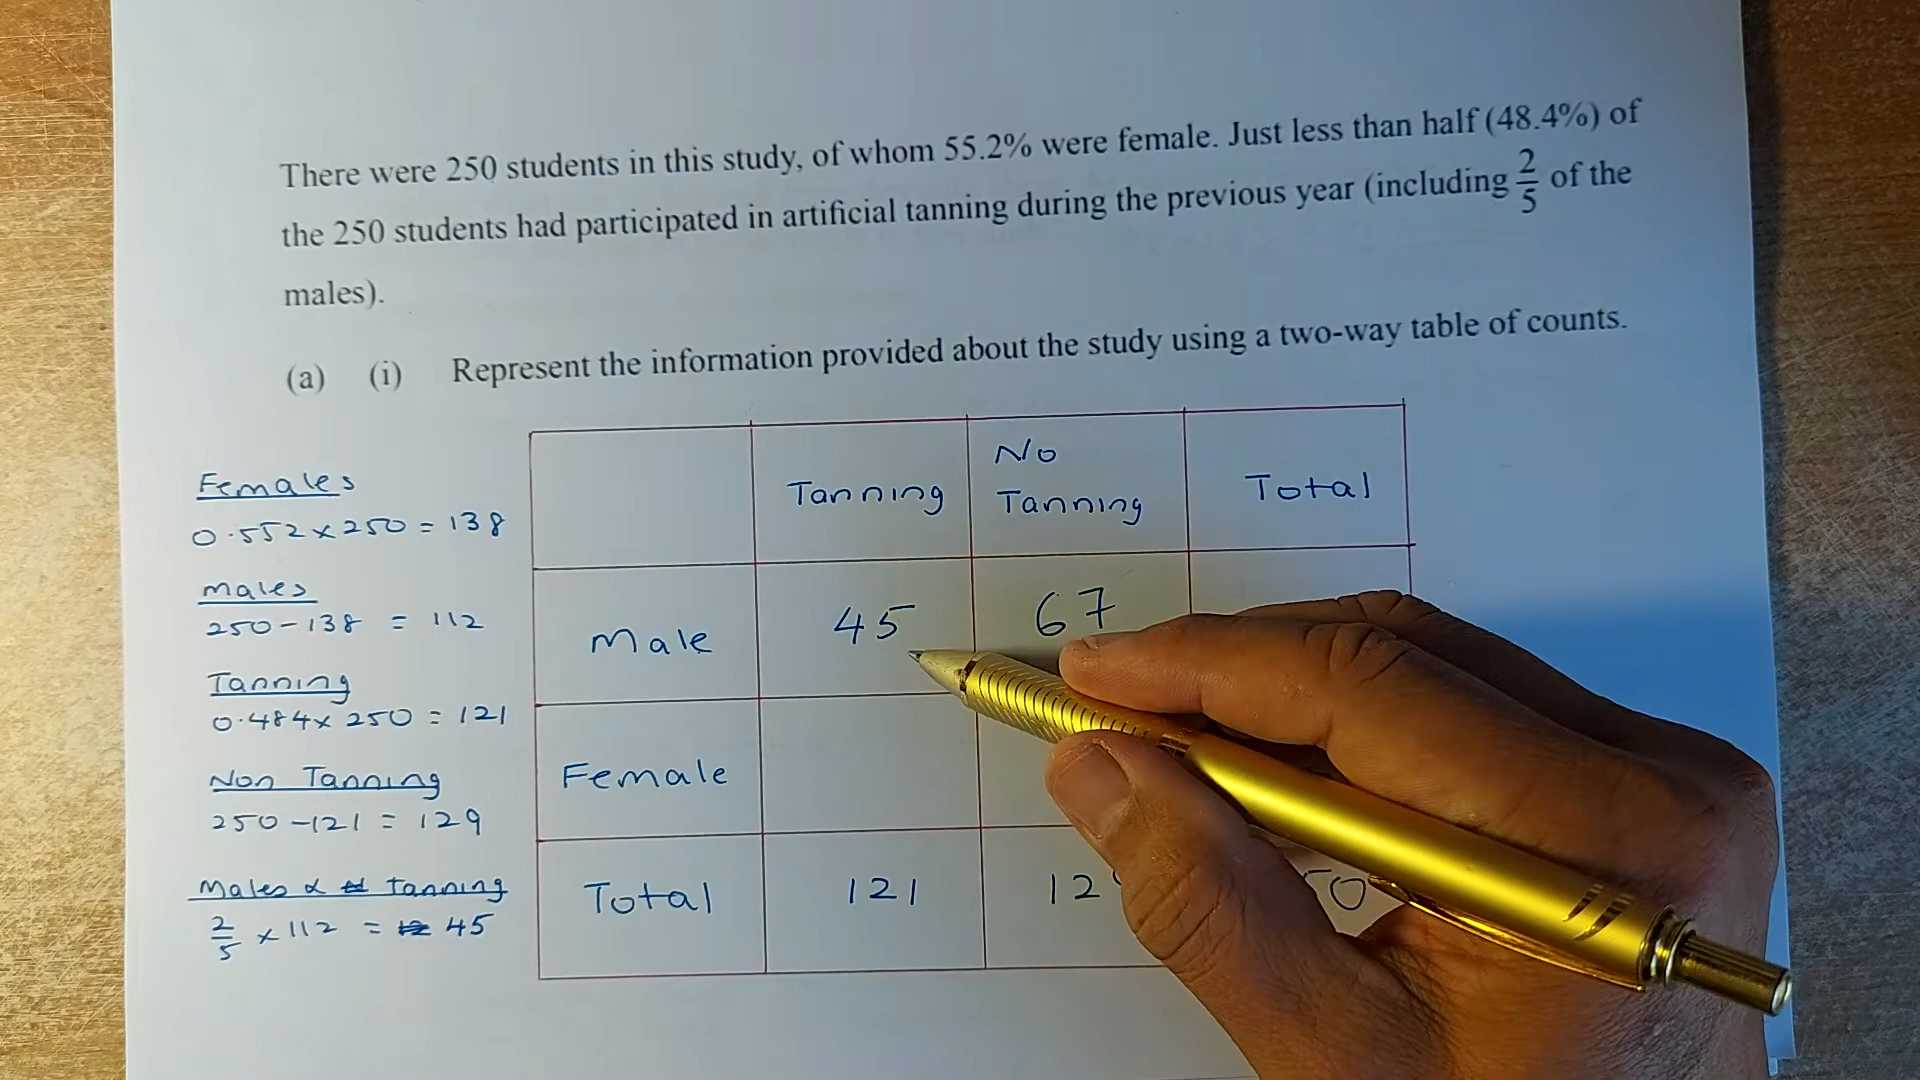 There were 250 students in this study, of whom 55.2% were female. Just less than half (48.4%) of
the 250 students had participated in artificial tanning during the previous year (including 2/5 of the
males).
(a) (i) Represent the information provided about the study using a two-way table of counts.
Females
0.552 x 250 = 138
Males
250 - 138 = 112
Tanning
0.484 x 250 = 121
Non Tanning
250 - 121 = 129
Males & Tanning
2/5 x 112 = 45
Tanning No Tanning Total
Male 45 67
Female
Total 121